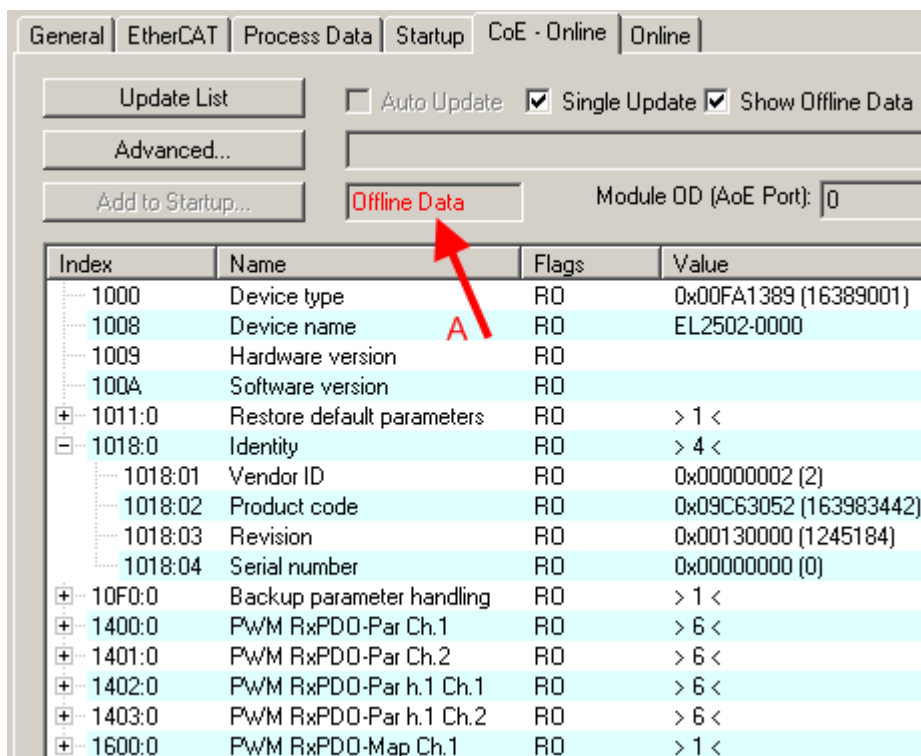 General EtherCAT Process Data Startup CoE - Online Online
Update List Auto Update Single Update Show Offline Data
Advanced...
Add to Startup... Offline Data Module OD (AoE Port): 0
Index Name Flags Value
1000 Device type RO 0x00FA1389 (16389001)
1008 Device name RO EL2502-0000
A
1009 Hardware version RO
100A Software version RO
1011:0 Restore default parameters RO > 1 <
1018:0 Identity RO > 4 <
1018:01 Vendor ID RO 0x00000002 (2)
1018:02 Product code RO 0x09C63052 (163983442)
1018:03 Revision RO 0x00130000 (1245184)
1018:04 Serial number RO 0x00000000 (0)
10F0:0 Backup parameter handling RO > 1 <
1400:0 PWM RxPDO-Par Ch.1 RO > 6 <
1401:0 PWM RxPDO-Par Ch.2 RO > 6 <
1402:0 PWM RxPDO-Par h.1 Ch.1 RO > 6 <
1403:0 PWM RxPDO-Par h.1 Ch.2 RO > 6 <
1600:0 PWM RxPDO-Map Ch.1 RO > 1 <